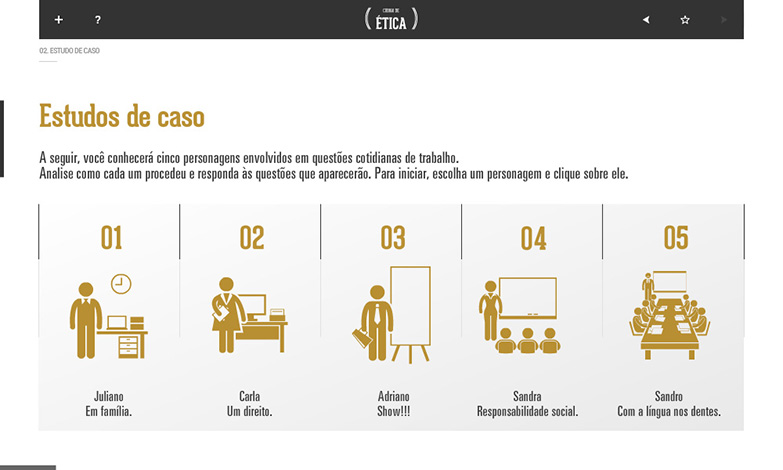 + ?
CÓDIGO DE
ÉTICA
02. ESTUDO DE CASO
Estudos de caso
A seguir, você conhecerá cinco personagens envolvidos em questões cotidianas de trabalho.
Analise como cada um procedeu e responda às questões que aparecerão. Para iniciar, escolha um personagem e clique sobre ele.
01
02
03
04
05
Juliano
Em família.
Carla
Um direito.
Adriano
Show!!!
Sandra
Responsabilidade social.
Sandro
Com a língua nos dentes.